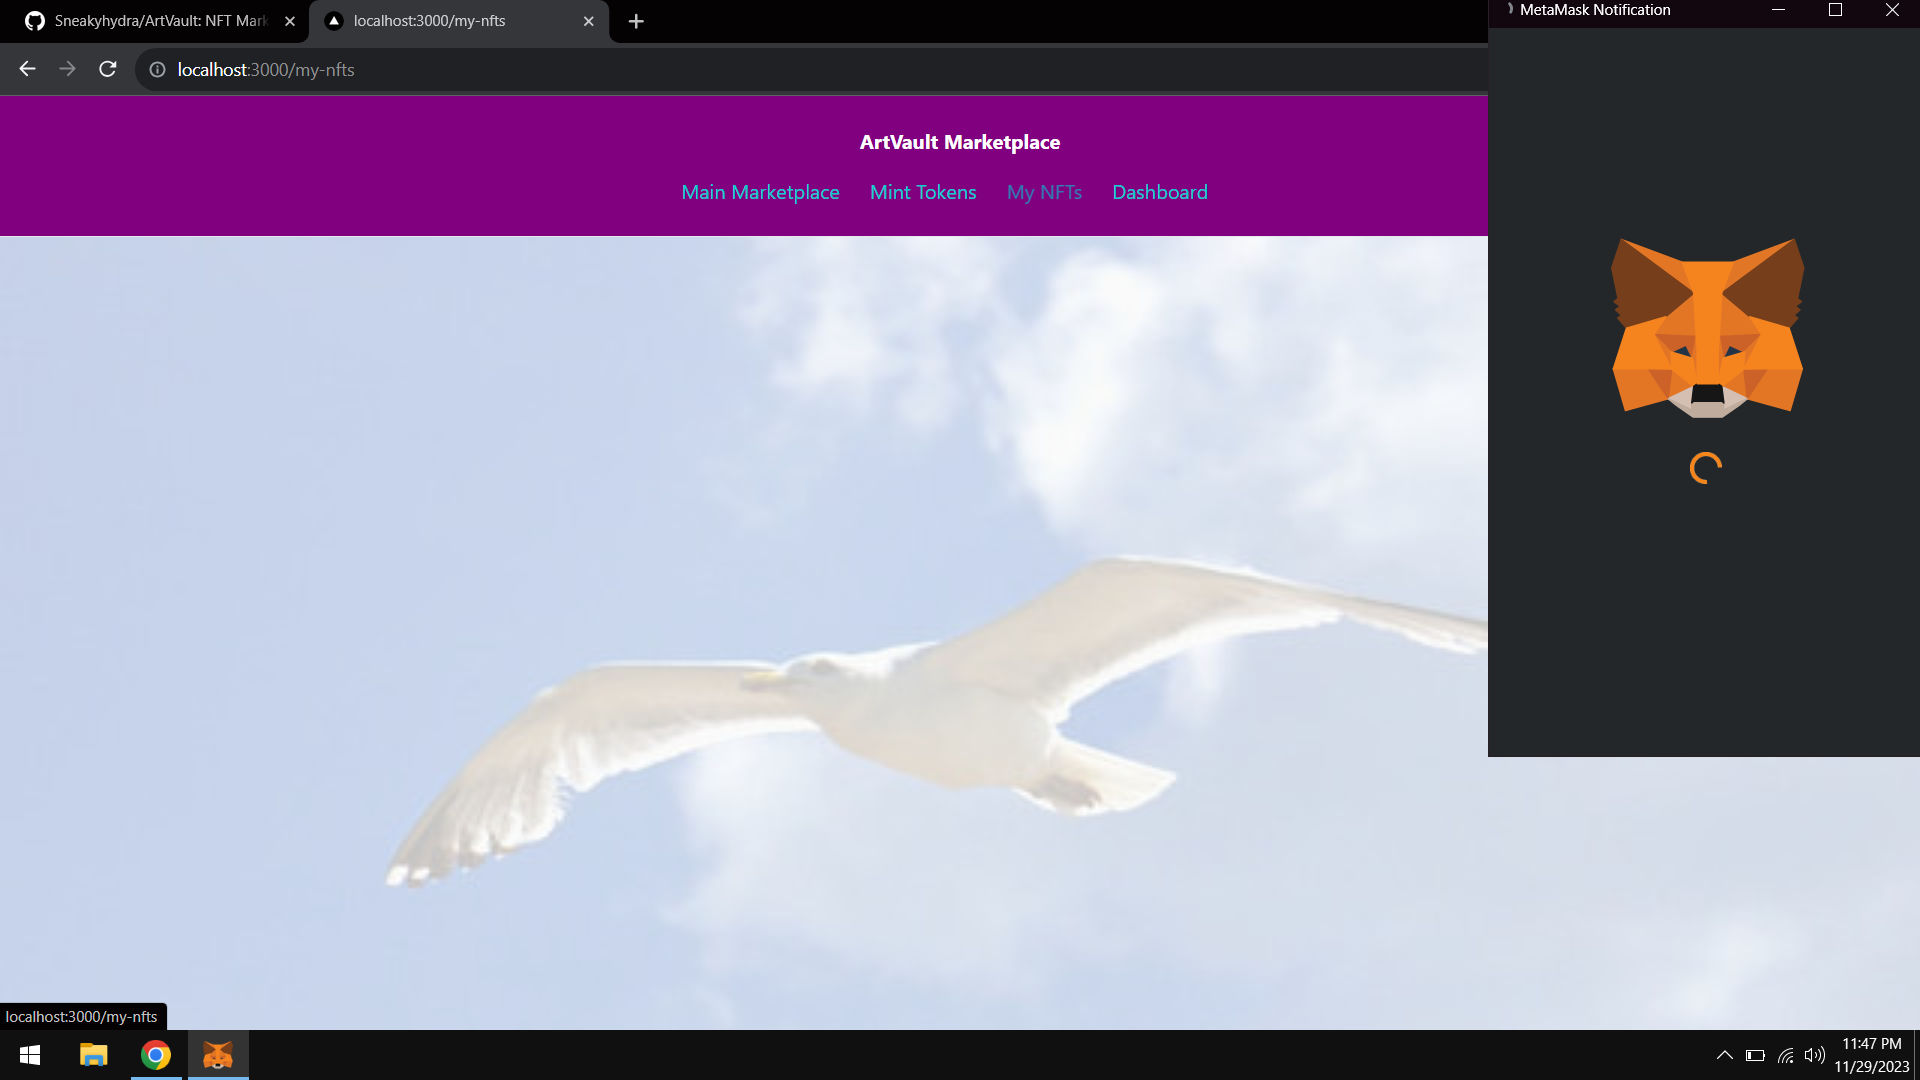 Sneakyhydra/ArtVault: NFT Mark
localhost:3000/my-nfts
MetaMask Notification
localhost:3000/my-nfts
ArtVault Marketplace
Main Marketplace Mint Tokens My NFTs Dashboard
localhost:3000/my-nfts
11:47 PM
11/29/2023